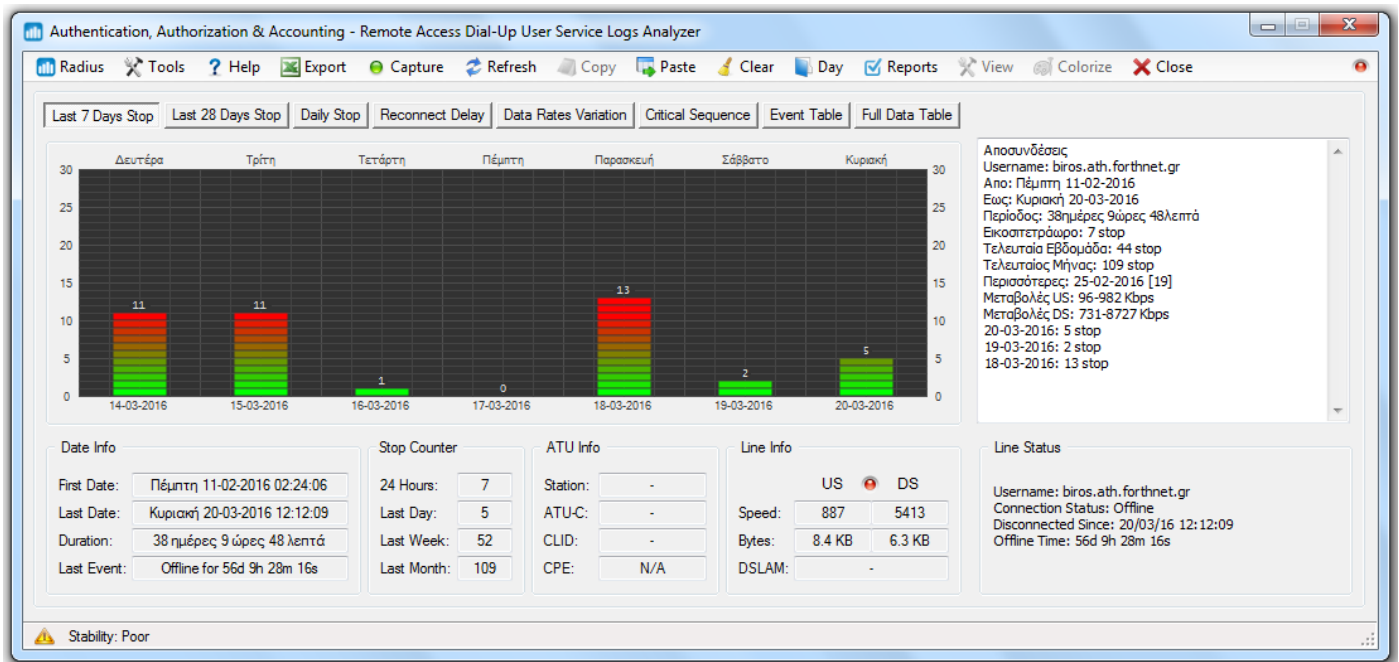 Authentication, Authorization & Accounting - Remote Access Dial-Up User Service Logs Analyzer
Radius Tools Help Export Capture Refresh Copy Paste Clear Day Reports View Colorize Close
Last 7 Days Stop Last 28 Days Stop Daily Stop Reconnect Delay Data Rates Variation Critical Sequence Event Table Full Data Table
Δευτέρα Τρίτη Τετάρτη Πέμπτη Παρασκευή Σάββατο Κυριακή
30 30
25 25
20 20
15 15
10 10
5 5
0 0
11 11 1 0 13 2 5
14-03-2016 15-03-2016 16-03-2016 17-03-2016 18-03-2016 19-03-2016 20-03-2016
Αποσυνδέσεις
Username: biros.ath.forthnet.gr
Απο: Πέμπτη 11-02-2016
Εως: Κυριακή 20-03-2016
Περίοδος: 38ημέρες 9ώρες 48λεπτά
Εικοσιτετράωρο: 7 stop
Τελευταία Εβδομάδα: 44 stop
Τελευταίος Μήνας: 109 stop
Περισσότερες: 25-02-2016 [19]
Μεταβολές US: 96-982 Kbps
Μεταβολές DS: 731-8727 Kbps
20-03-2016: 5 stop
19-03-2016: 2 stop
18-03-2016: 13 stop
Date Info
First Date: Πέμπτη 11-02-2016 02:24:06
Last Date: Κυριακή 20-03-2016 12:12:09
Duration: 38 ημέρες 9 ώρες 48 λεπτά
Last Event: Offline for 56d 9h 28m 16s
Stop Counter
24 Hours: 7
Last Day: 5
Last Week: 52
Last Month: 109
ATU Info
Station: -
ATU-C: -
CLID: -
CPE: N/A
Line Info
US DS
Speed: 887 5413
Bytes: 8.4 KB 6.3 KB
DSLAM: -
Line Status
Username: biros.ath.forthnet.gr
Connection Status: Offline
Disconnected Since: 20/03/16 12:12:09
Offline Time: 56d 9h 28m 16s
Stability: Poor